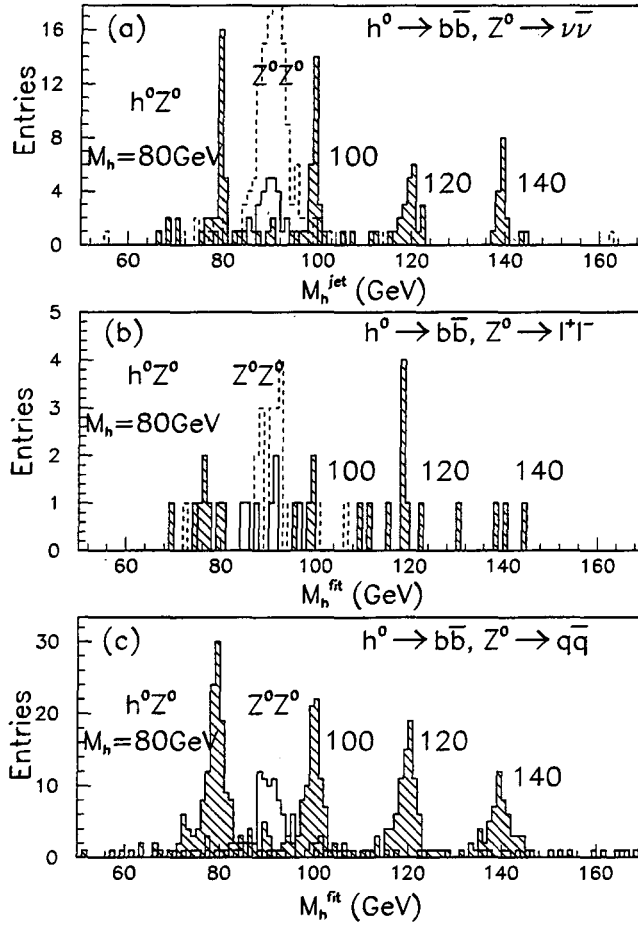 (a) h⁰ → bb̅, Z⁰ → νν̅
Z⁰Z⁰
h⁰Z⁰
M_h=80GeV
100
120
140
Entries
0
4
8
12
16
60
80
100
120
140
160
M_h^jet (GeV)
(b) h⁰ → bb̅, Z⁰ → l⁺l⁻
h⁰Z⁰ Z⁰Z⁰
M_h=80GeV
100
120
140
Entries
0
1
2
3
4
5
60
80
100
120
140
160
M_h^fit (GeV)
(c) h⁰ → bb̅, Z⁰ → qq̅
h⁰Z⁰ Z⁰Z⁰
M_h=80GeV
100
120
140
Entries
0
10
20
30
60
80
100
120
140
160
M_h^fit (GeV)